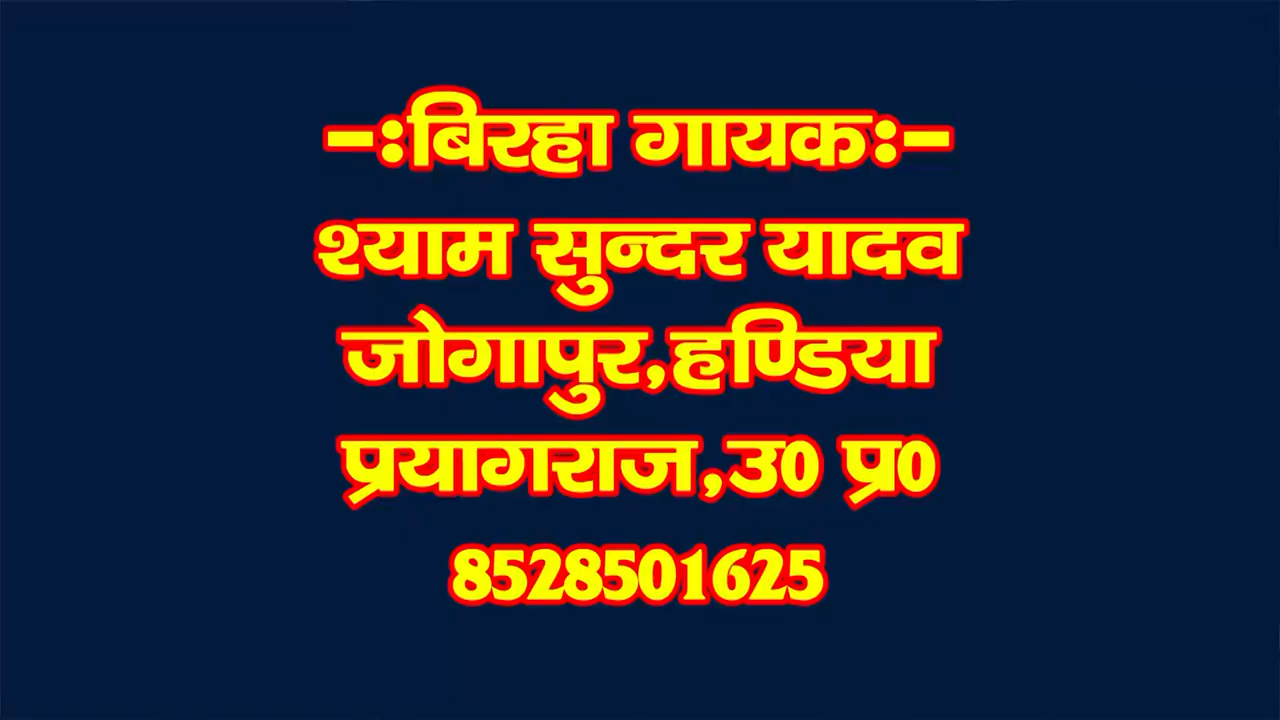 -:बिरहा गायक:-
श्याम सुन्दर यादव
जोगापुर,हण्डिया
प्रयागराज,उ0 प्र0
8528501625